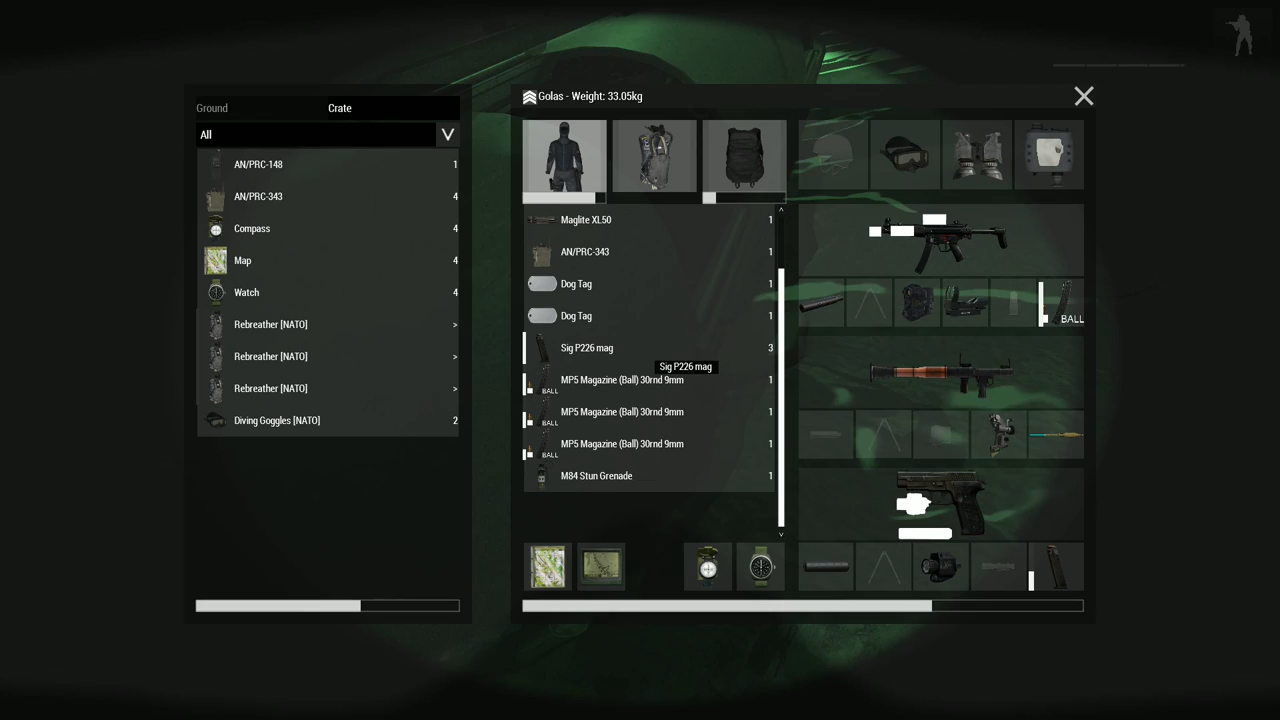 Ground
Crate
All
AN/PRC-148 1
AN/PRC-343 4
Compass 4
Map 4
Watch 4
Rebreather [NATO] >
Rebreather [NATO] >
Rebreather [NATO] >
Diving Goggles [NATO] 2
Golas - Weight: 33.05kg
Maglite XL50 1
AN/PRC-343 1
Dog Tag 1
Dog Tag 1
Sig P226 mag 3
Sig P226 mag
MP5 Magazine (Ball) 30rnd 9mm 1
BALL
MP5 Magazine (Ball) 30rnd 9mm 1
BALL
MP5 Magazine (Ball) 30rnd 9mm 1
BALL
M84 Stun Grenade 1
BALL